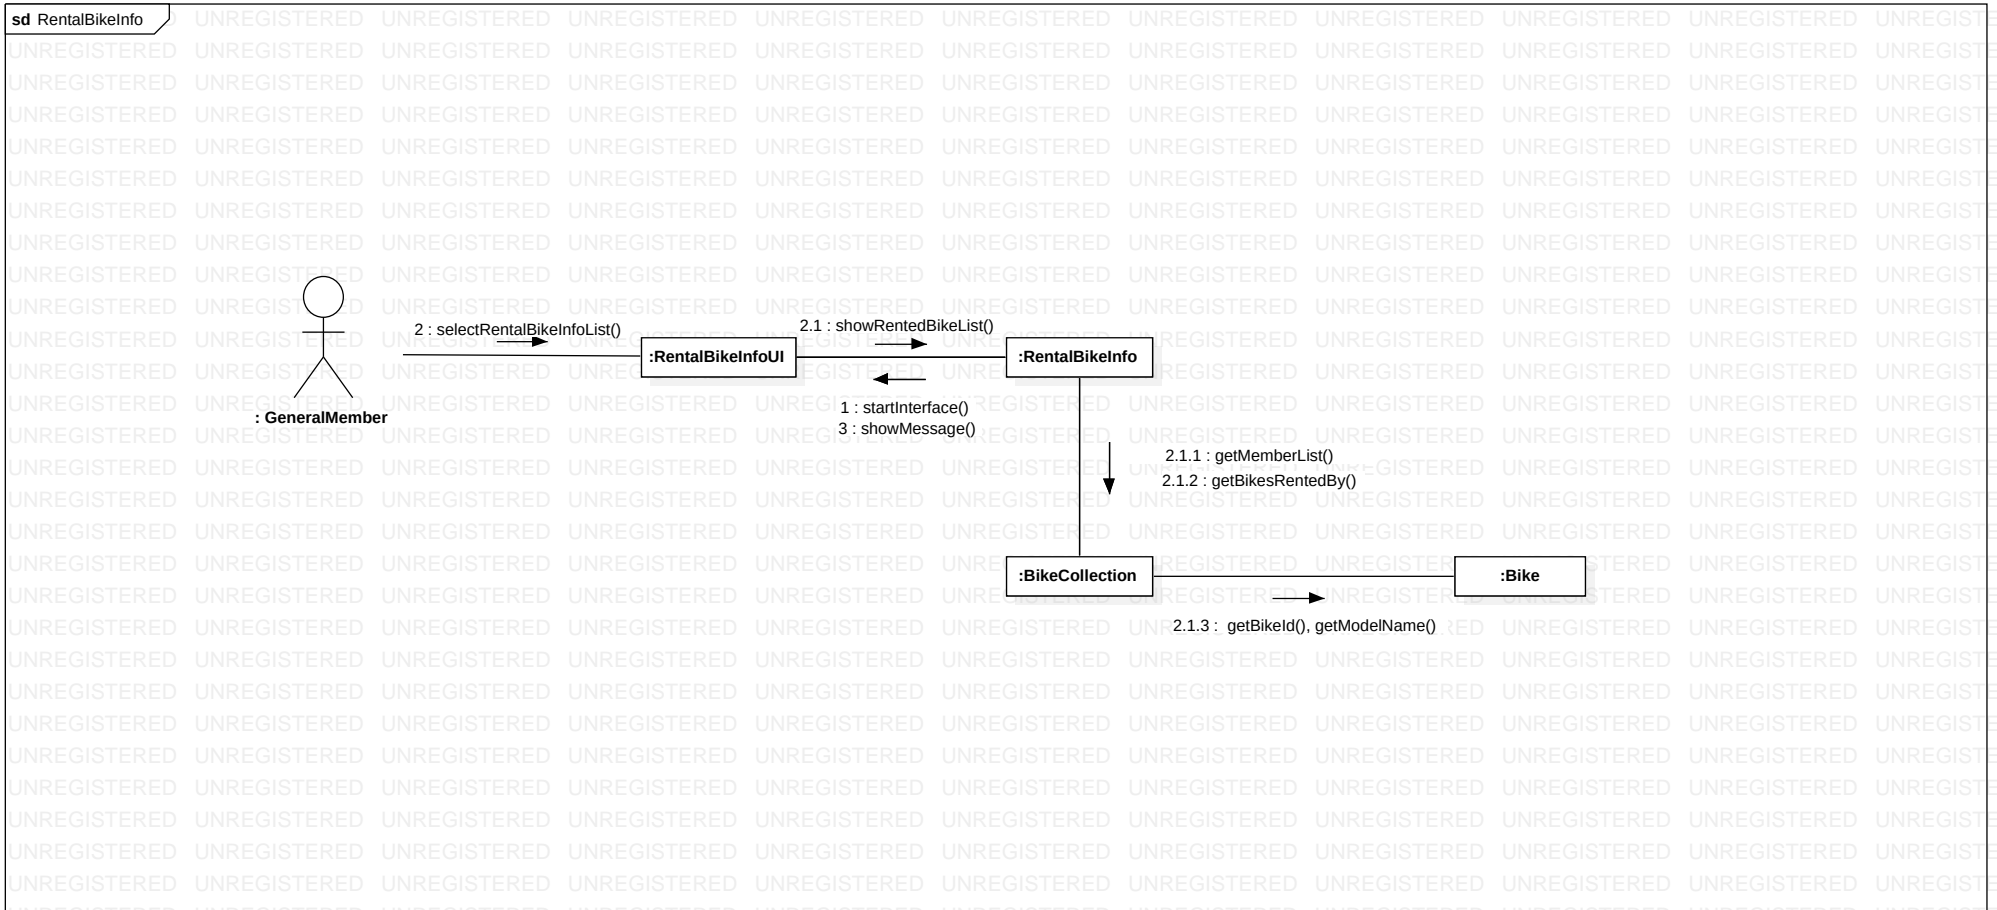 sd RentalBikeInfo
2 : selectRentalBikeInfoList()
2.1 : showRentedBikeList()
:RentalBikeInfoUI
:RentalBikeInfo
1 : startInterface()
3 : showMessage()
: GeneralMember
2.1.1 : getMemberList()
2.1.2 : getBikesRentedBy()
:BikeCollection
:Bike
2.1.3 :  getBikeId(), getModelName()
UNREGISTERED